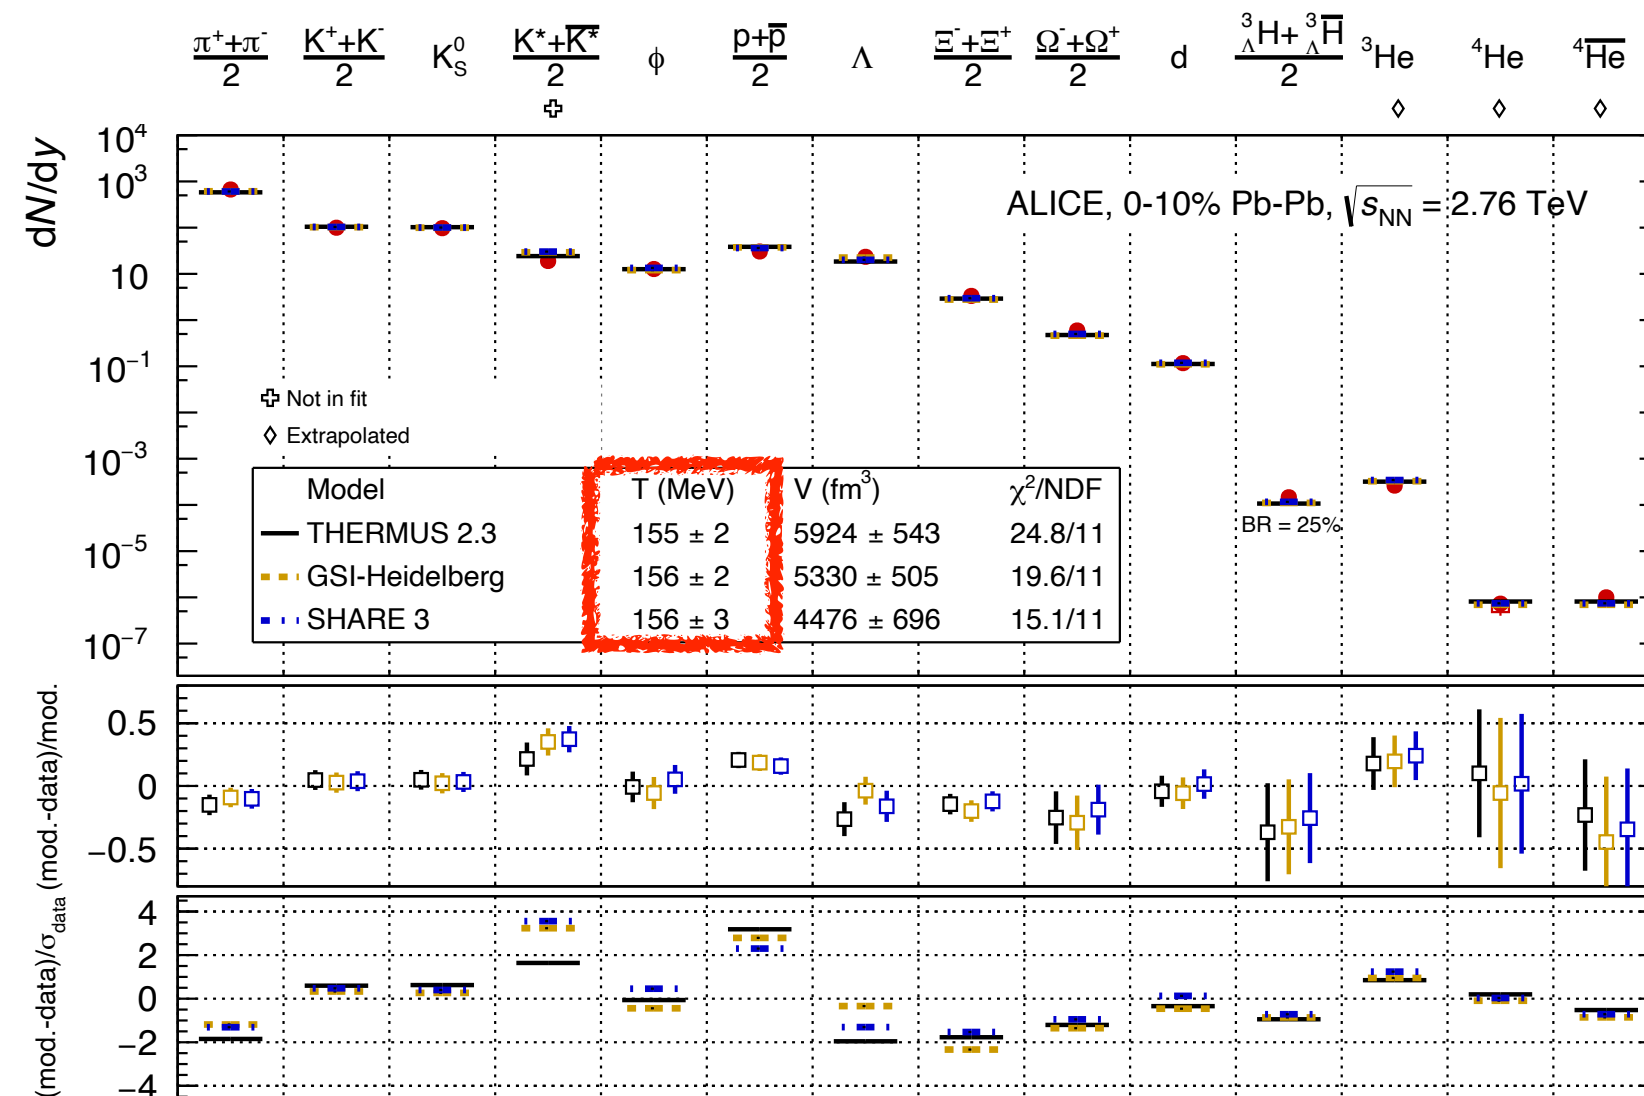 π⁺+π⁻/2 K⁺+K⁻/2 K⁰S K*+K̅*̅/2 ϕ p+p̅/2 Λ Ξ⁻+Ξ⁺/2 Ω⁻+Ω⁺/2 d ³ΛH+³ΛH̅/2 ³He ⁴He ⁴H̅e̅
dN/dy
10⁴
10³
10
10⁻¹
10⁻³
10⁻⁵
10⁻⁷
ALICE, 0-10% Pb-Pb, √sNN = 2.76 TeV
Not in fit
Extrapolated
Model T (MeV) V (fm³) χ²/NDF
THERMUS 2.3 155 ± 2 5924 ± 543 24.8/11
GSI-Heidelberg 156 ± 2 5330 ± 505 19.6/11
SHARE 3 156 ± 3 4476 ± 696 15.1/11
BR = 25%
(mod.-data)/mod.
0.5
0
−0.5
(mod.-data)/σdata
4
2
0
−2
−4